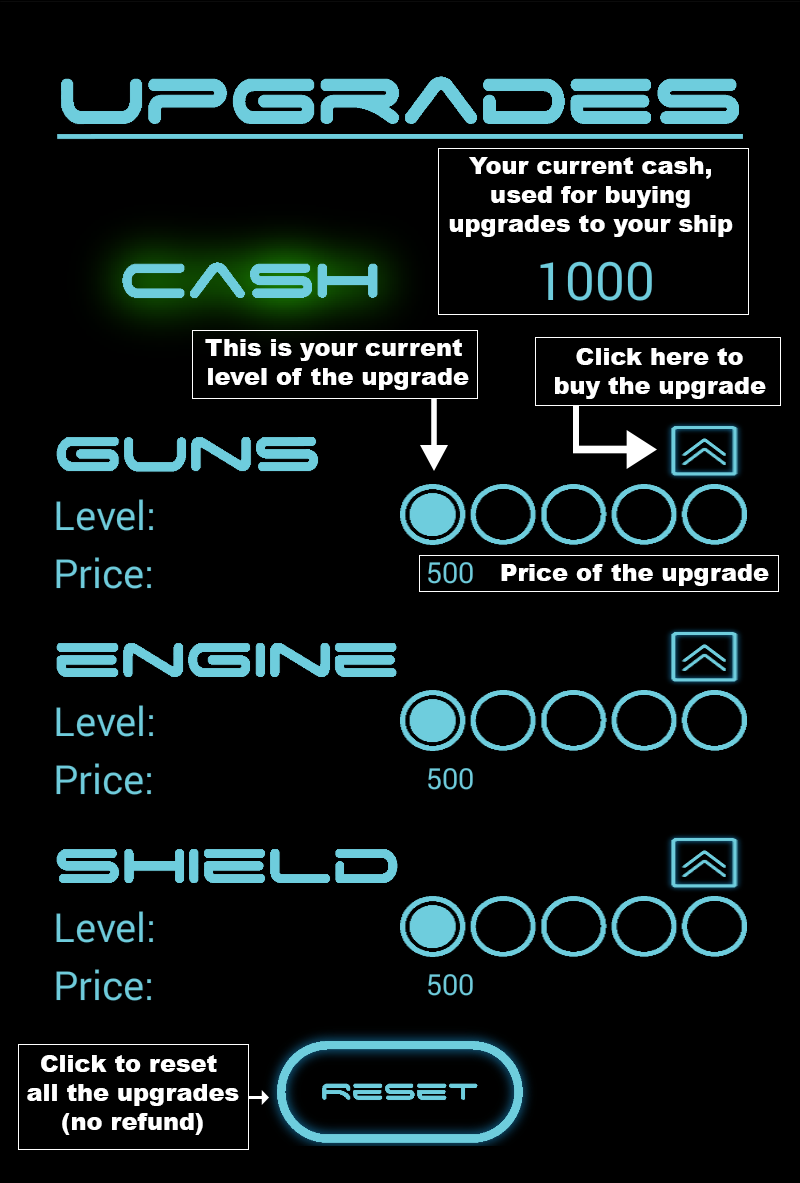 UPGRADES
Your current cash,
used for buying
upgrades to your ship
CASH
1000
This is your current
level of the upgrade
Click here to
buy the upgrade
GUNS
Level:
Price:
500
Price of the upgrade
ENGINE
Level:
Price:
500
SHIELD
Level:
Price:
500
Click to reset
all the upgrades
(no refund)
RESET